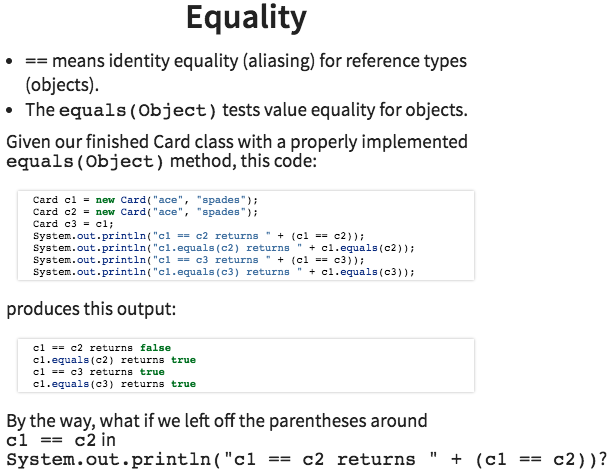 Equality
• == means identity equality (aliasing) for reference types
(objects).
• The equals(Object) tests value equality for objects.
Given our finished Card class with a properly implemented
equals(Object) method, this code:
Card c1 = new Card("ace", "spades");
Card c2 = new Card("ace", "spades");
Card c3 = c1;
System.out.println("c1 == c2 returns " + (c1 == c2));
System.out.println("c1.equals(c2) returns " + c1.equals(c2));
System.out.println("c1 == c3 returns " + (c1 == c3));
System.out.println("c1.equals(c3) returns " + c1.equals(c3));
produces this output:
c1 == c2 returns false
c1.equals(c2) returns true
c1 == c3 returns true
c1.equals(c3) returns true
By the way, what if we left off the parentheses around
c1 == c2 in
System.out.println("c1 == c2 returns " + (c1 == c2))?